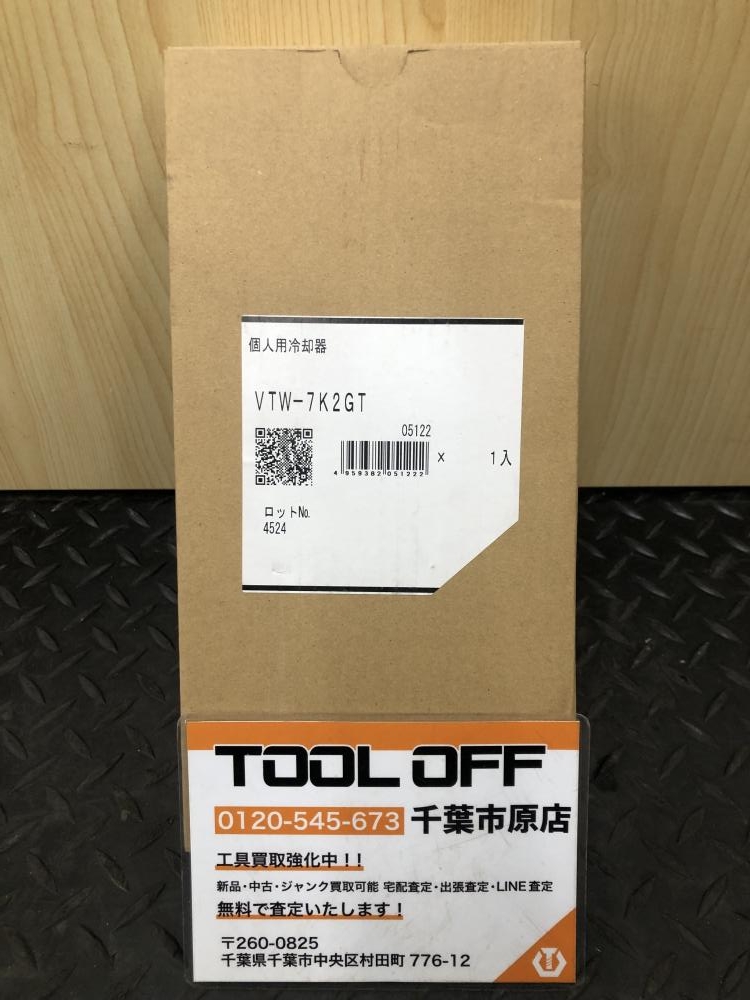 個人用冷却器
VTW-7K2GT
05122
4 959382 051222
× 1入
ロットNo.
4524
TOOL OFF
0120-545-673 千葉市原店
工具買取強化中！！
新品・中古・ジャンク買取可能 宅配査定・出張査定・LINE査定
無料で査定いたします！
〒260-0825
千葉県千葉市中央区村田町 776-12